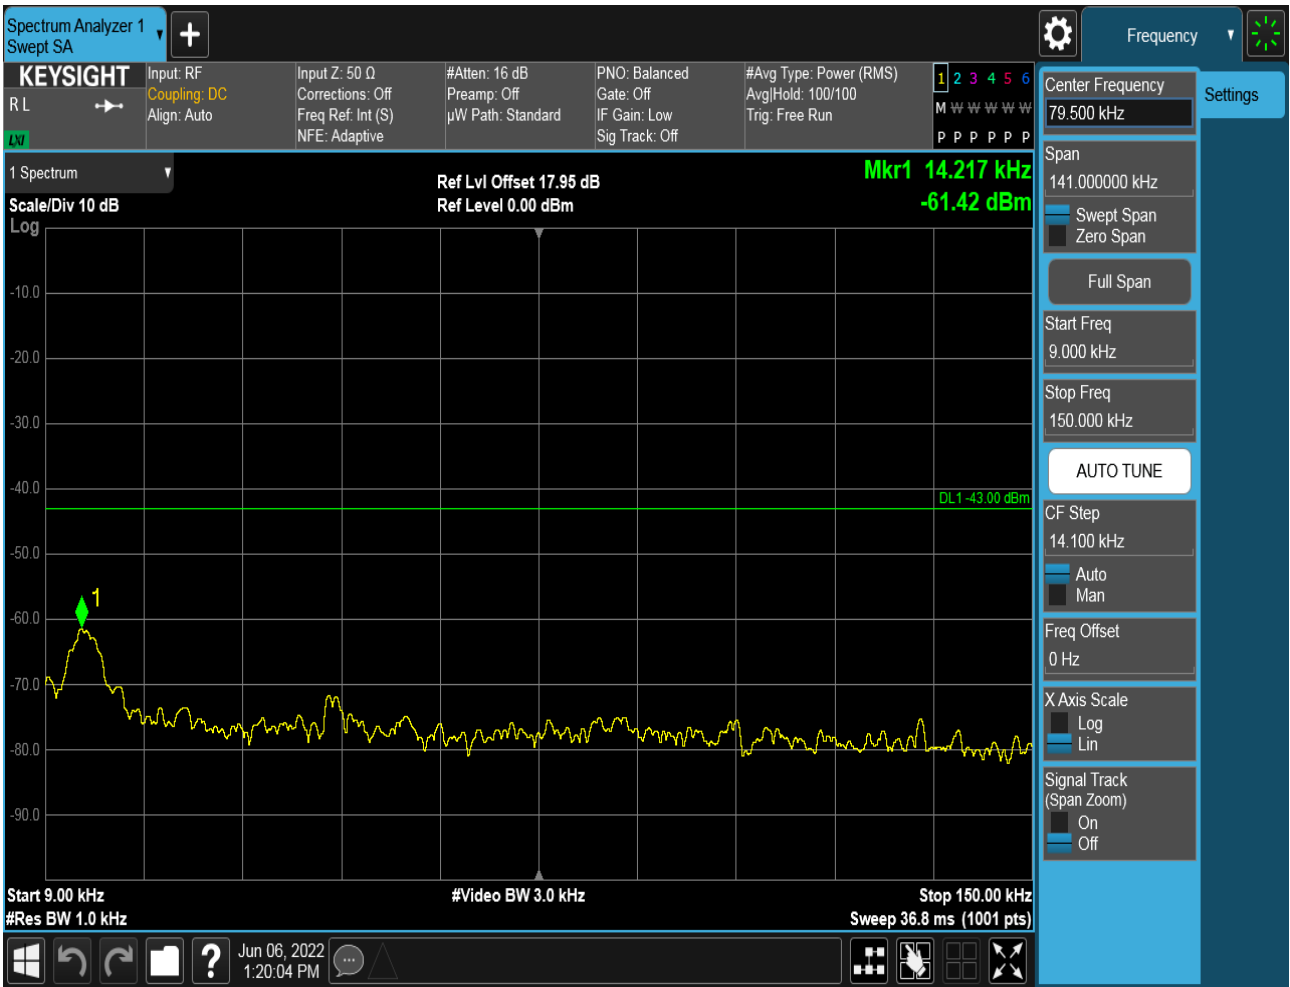 Spectrum Analyzer 1
Swept SA
Frequency
KEYSIGHT
R L
LXI
Input: RF
Coupling: DC
Align: Auto
Input Z: 50 Ω
Corrections: Off
Freq Ref: Int (S)
NFE: Adaptive
#Atten: 16 dB
Preamp: Off
µW Path: Standard
PNO: Balanced
Gate: Off
IF Gain: Low
Sig Track: Off
#Avg Type: Power (RMS)
Avg|Hold: 100/100
Trig: Free Run
1 2 3 4 5 6
M W W W W W
P P P P P P
1 Spectrum
Scale/Div 10 dB
Log
Ref Lvl Offset 17.95 dB
Ref Level 0.00 dBm
Mkr1 14.217 kHz
-61.42 dBm
-10.0
-20.0
-30.0
-40.0
DL1 -43.00 dBm
-50.0
1
-60.0
-70.0
-80.0
-90.0
Start 9.00 kHz
#Res BW 1.0 kHz
#Video BW 3.0 kHz
Stop 150.00 kHz
Sweep 36.8 ms (1001 pts)
?
Jun 06, 2022
1:20:04 PM
Center Frequency
79.500 kHz
Span
141.000000 kHz
Swept Span
Zero Span
Full Span
Start Freq
9.000 kHz
Stop Freq
150.000 kHz
AUTO TUNE
CF Step
14.100 kHz
Auto
Man
Freq Offset
0 Hz
X Axis Scale
Log
Lin
Signal Track
(Span Zoom)
On
Off
Settings